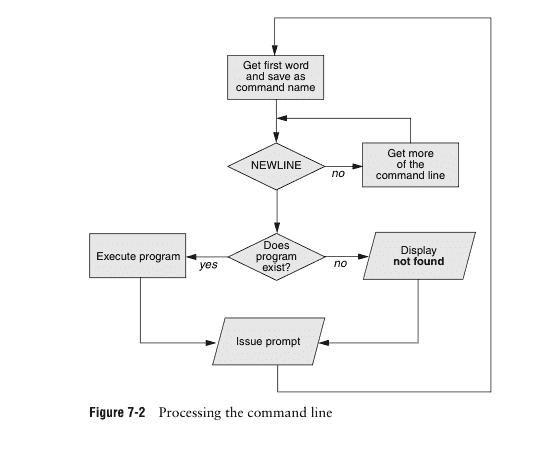 Get first word
and save as
command name
NEWLINE
no
Get more
of the
command line
Does
program
exist?
yes
no
Execute program
Display
not found
Issue prompt
Figure 7-2 Processing the command line